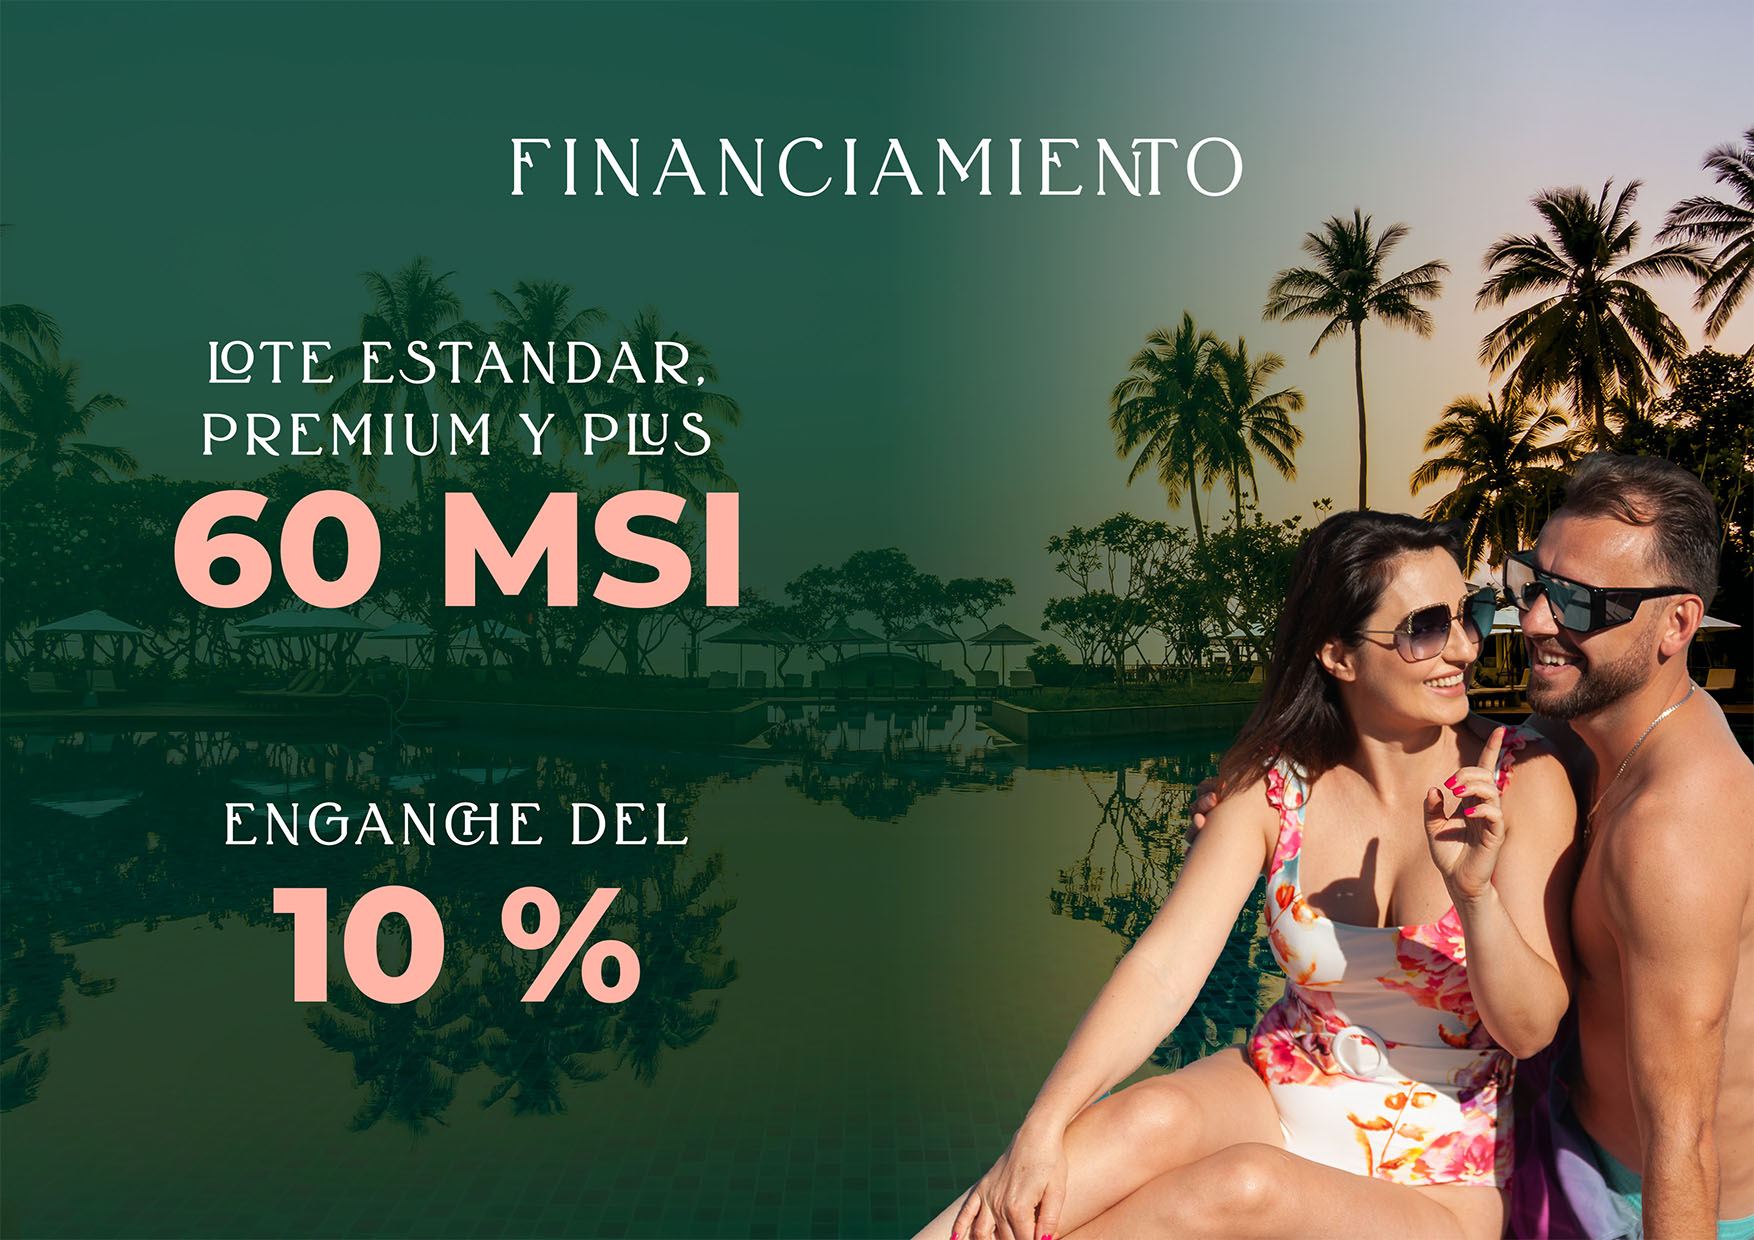 FINANCIAMIENTO
LOTE ESTANDAR,
PREMIUM Y PLUS
60 MSI
ENGANCHE DEL
10 %